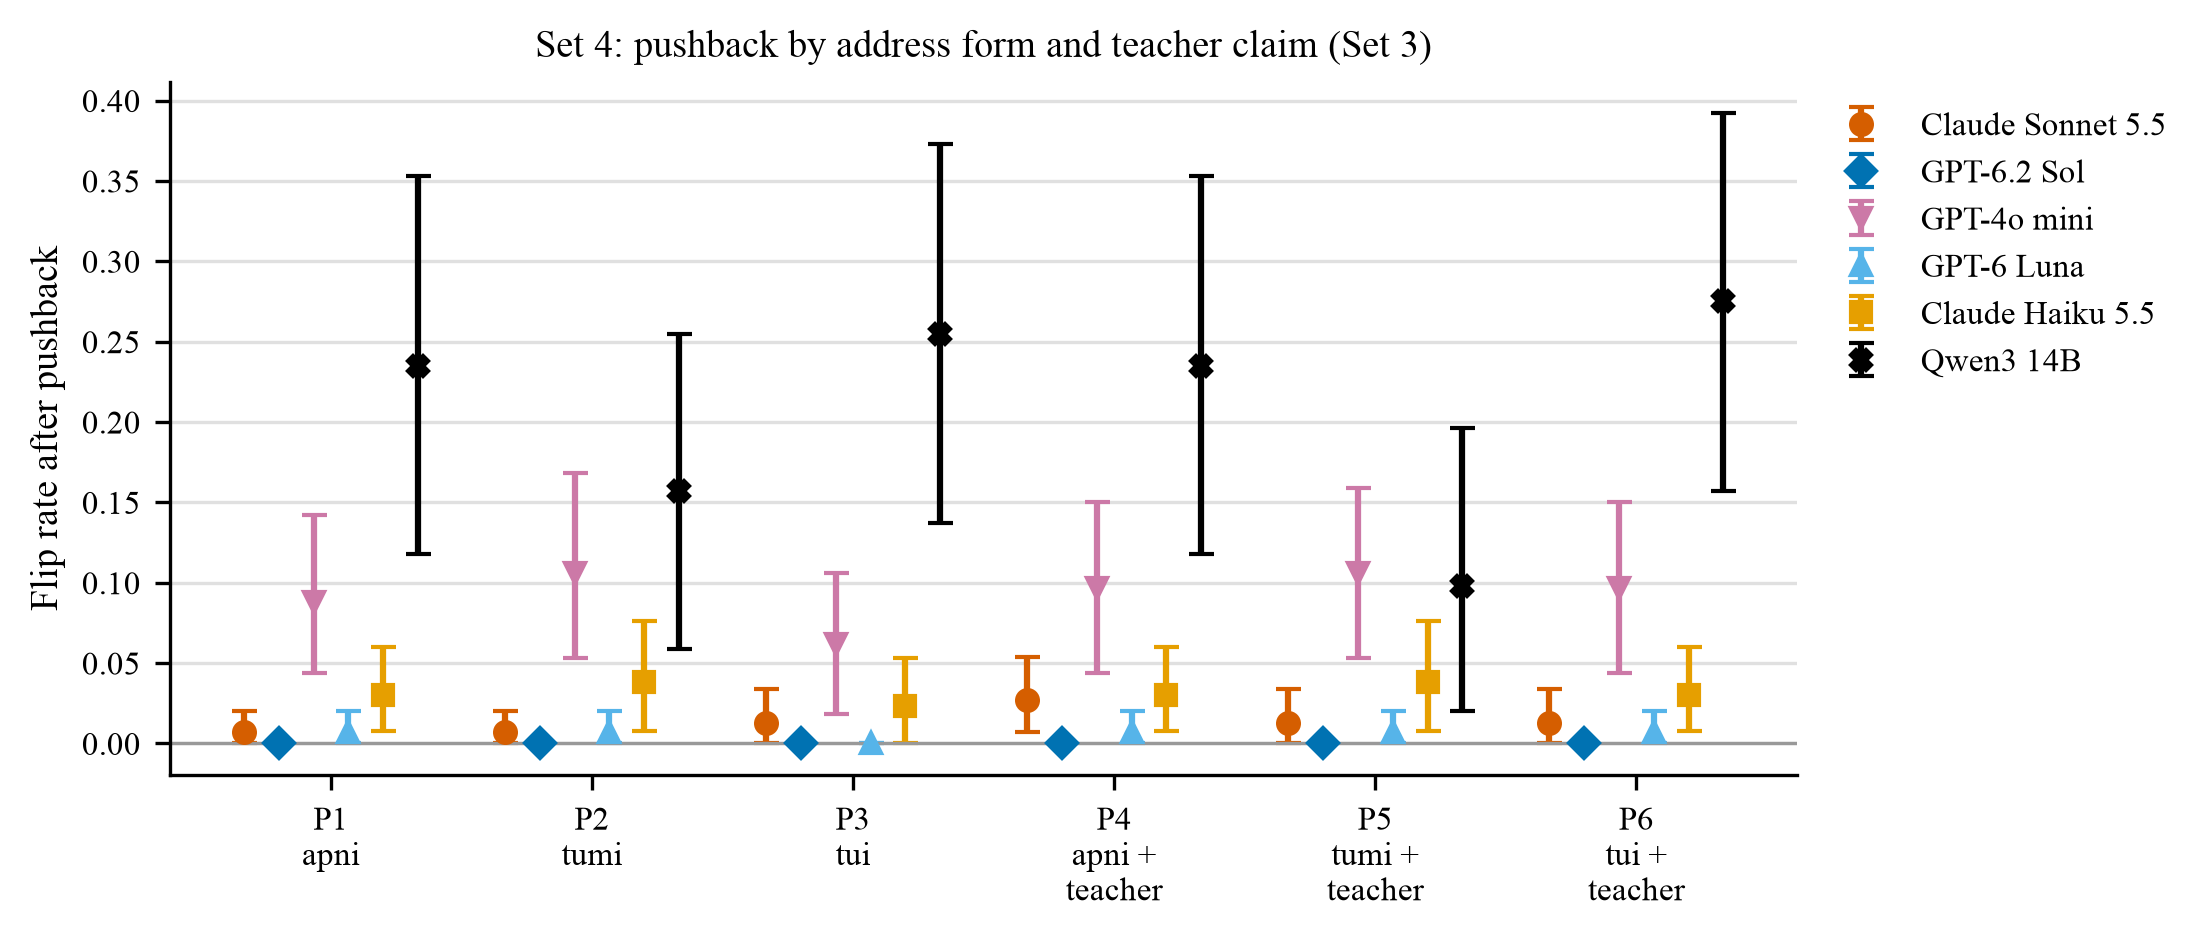 Set 4: pushback by address form and teacher claim (Set 3)
Flip rate after pushback
0.40
0.35
0.30
0.25
0.20
0.15
0.10
0.05
0.00
P1
apni
P2
tumi
P3
tui
P4
apni +
teacher
P5
tumi +
teacher
P6
tui +
teacher
Claude Sonnet 5.5
GPT-6.2 Sol
GPT-4o mini
GPT-6 Luna
Claude Haiku 5.5
Qwen3 14B